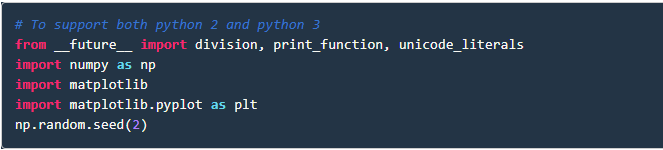 # To support both python 2 and python 3
from __future__ import division, print_function, unicode_literals
import numpy as np
import matplotlib
import matplotlib.pyplot as plt
np.random.seed(2)